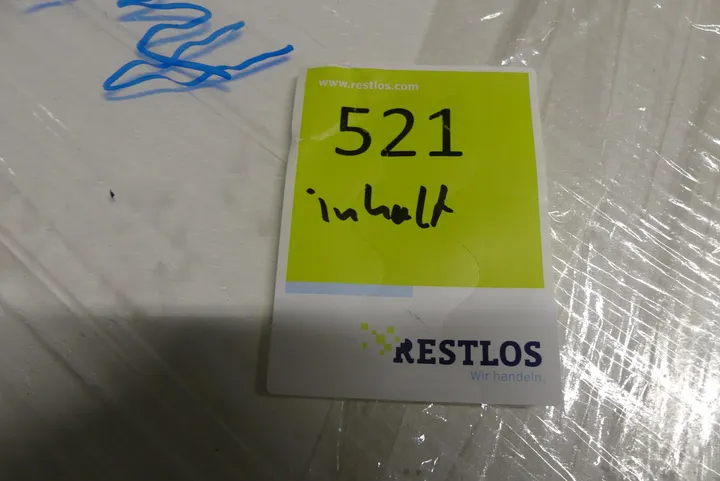 www.restlos.com
521
inhalt
RESTLOS
Wir handeln.